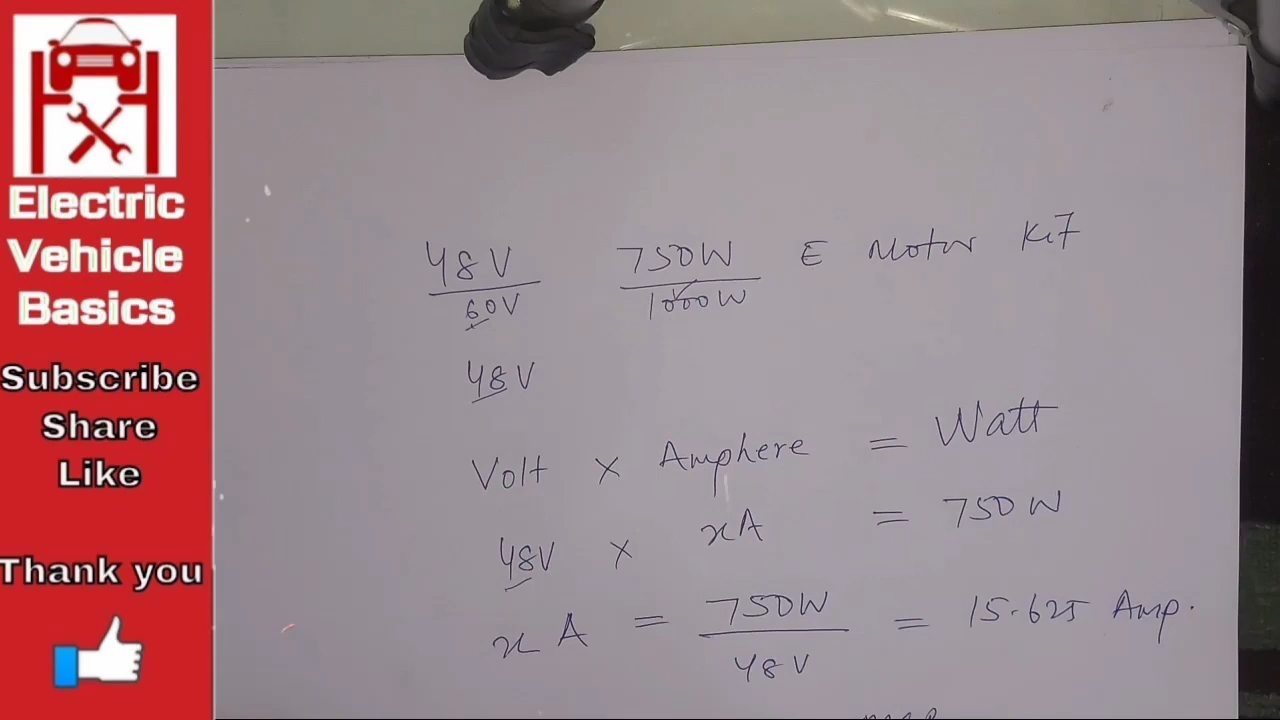 Electric
Vehicle
Basics
Subscribe
Share
Like
Thank you
48V 750W E Motor Kit
60V 1000W
48V
Volt x Amphere = Watt
48V x xA = 750W
x A = 750W = 15.625 Amp.
48V